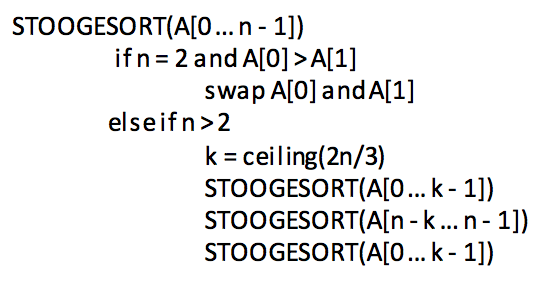 STOOGESORT(A[0...n - 1])
if n = 2 and A[0] > A[1]
swap A[0] and A[1]
else if n > 2
k = ceiling(2n/3)
STOOGESORT(A[0...k - 1])
STOOGESORT(A[n - k...n - 1])
STOOGESORT(A[0...k - 1])